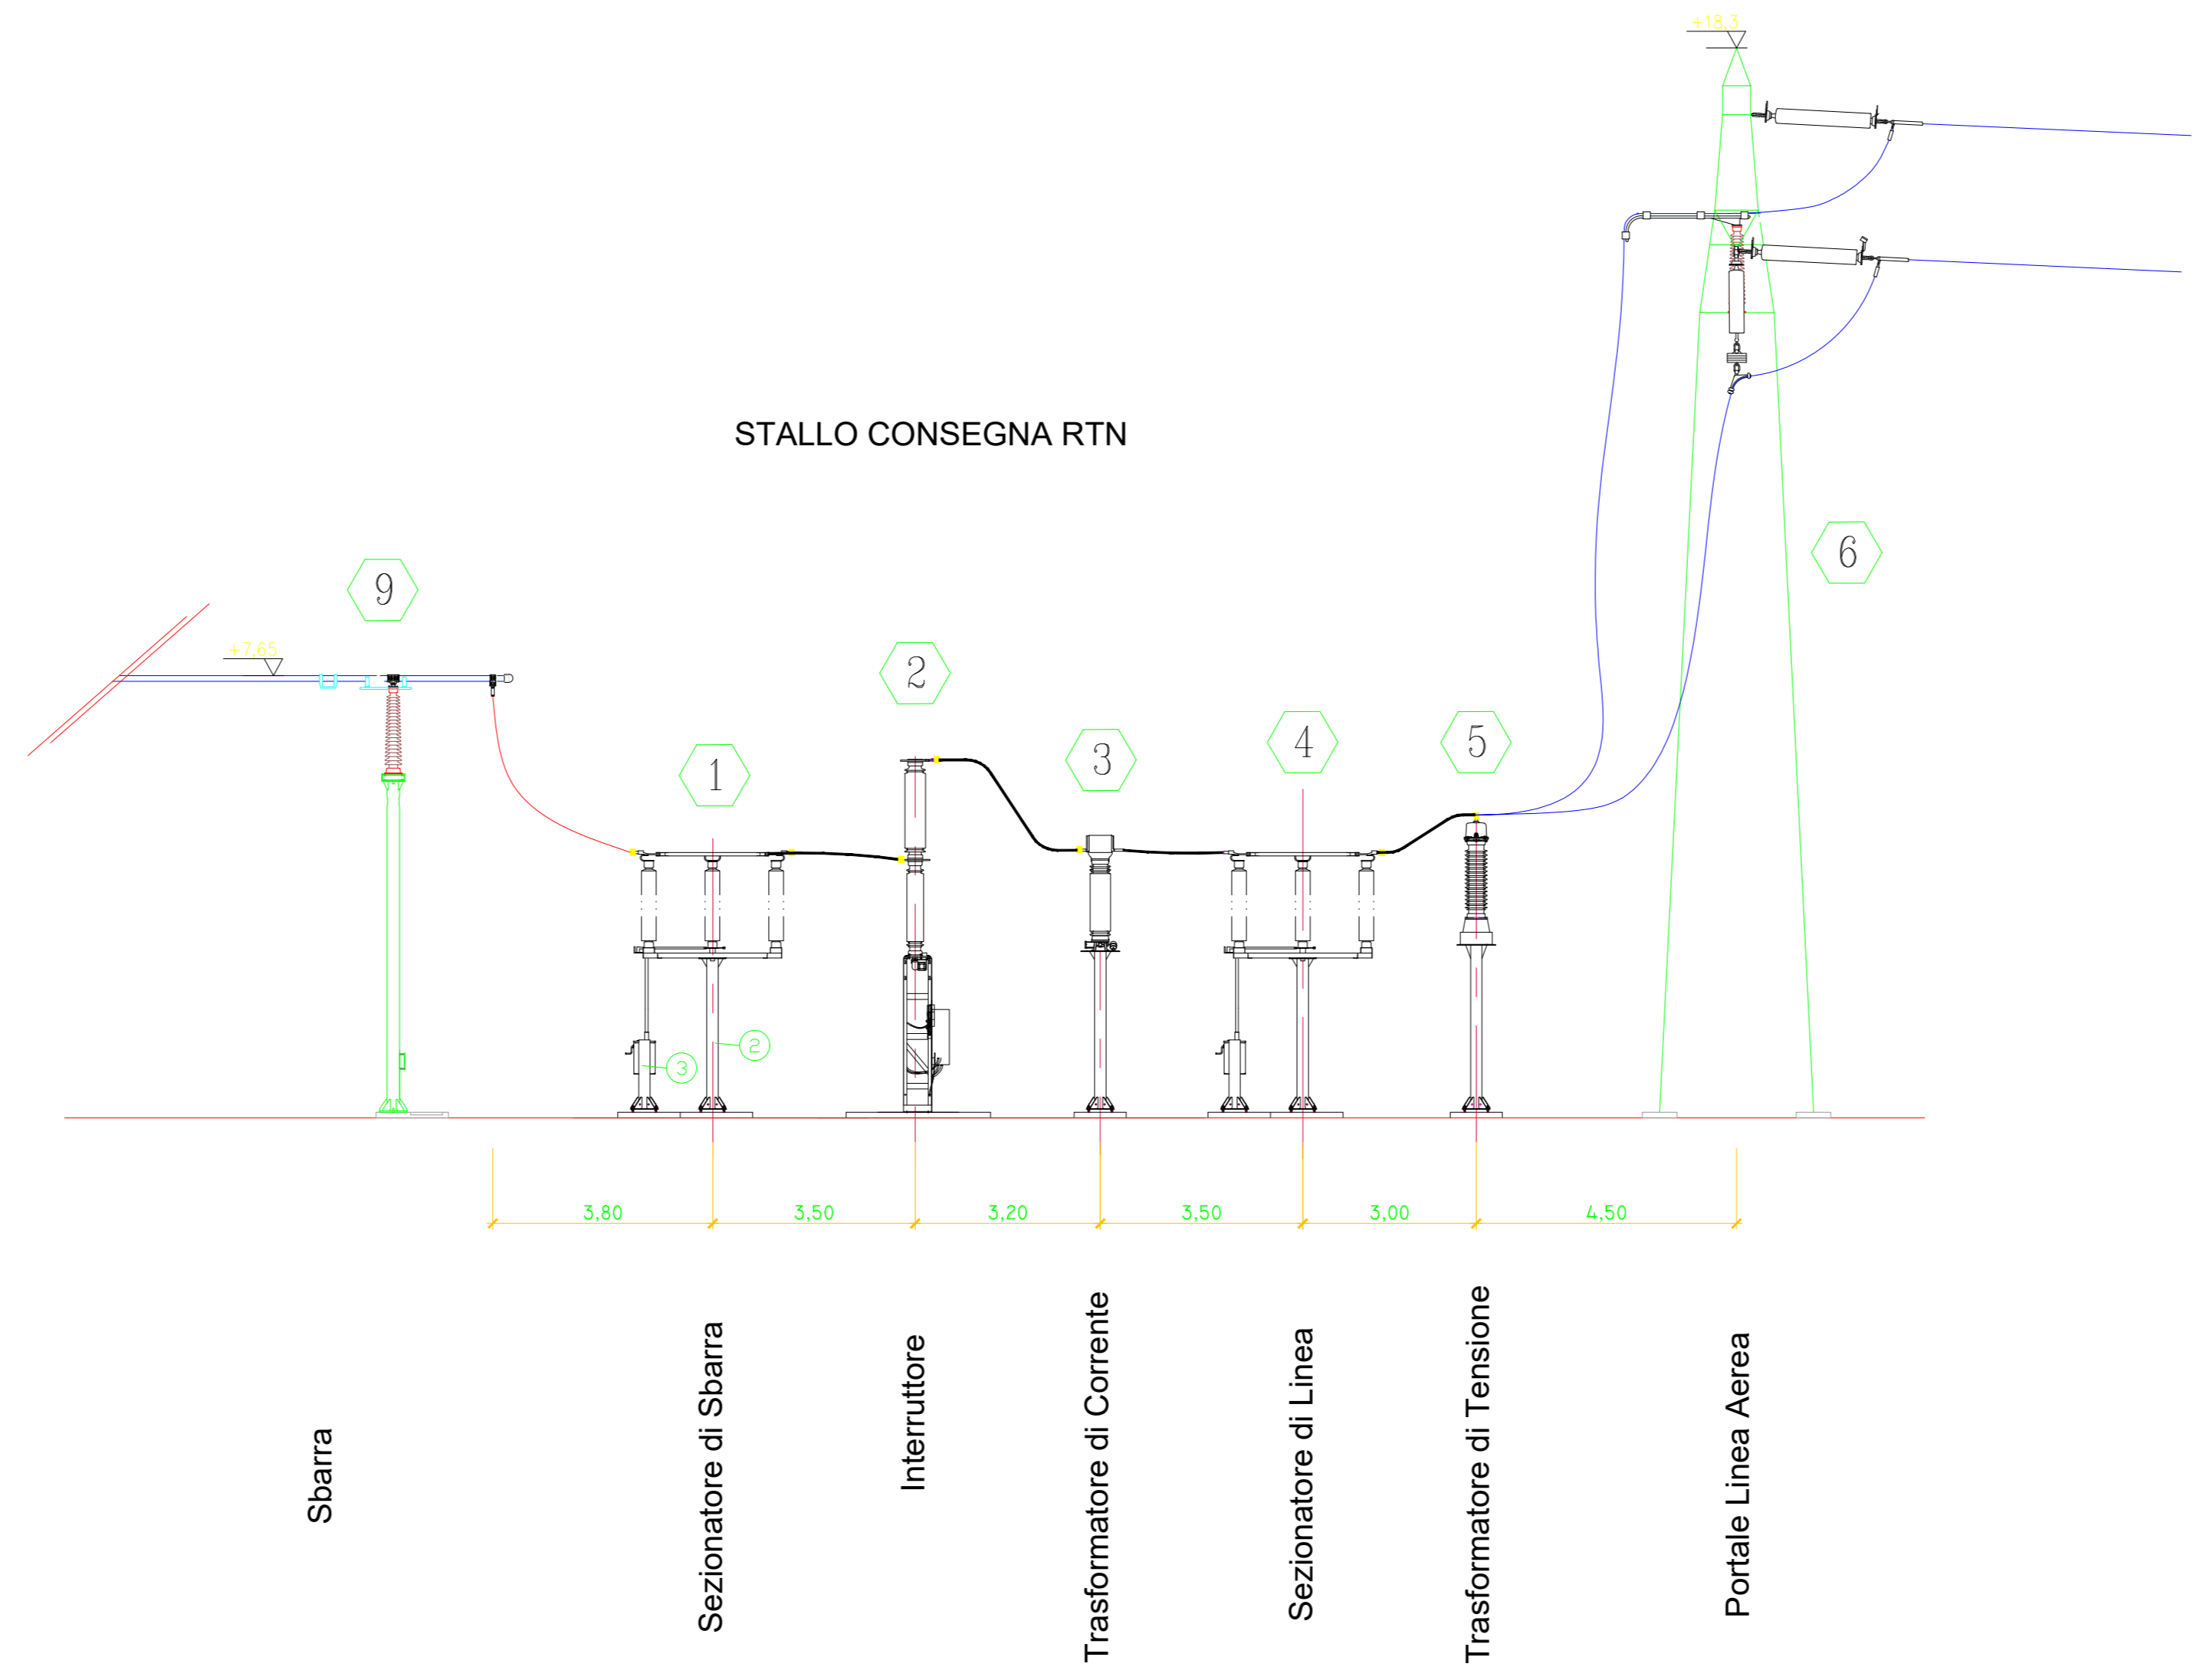 +18,3
STALLO CONSEGNA RTN
6
9
+7,65
2
1
3
4
5
2
3
3,80
3,50
3,20
3,50
3,00
4,50
Sbarra
Sezionatore di Sbarra
Interruttore
Trasformatore di Corrente
Sezionatore di Linea
Trasformatore di Tensione
Portale Linea Aerea